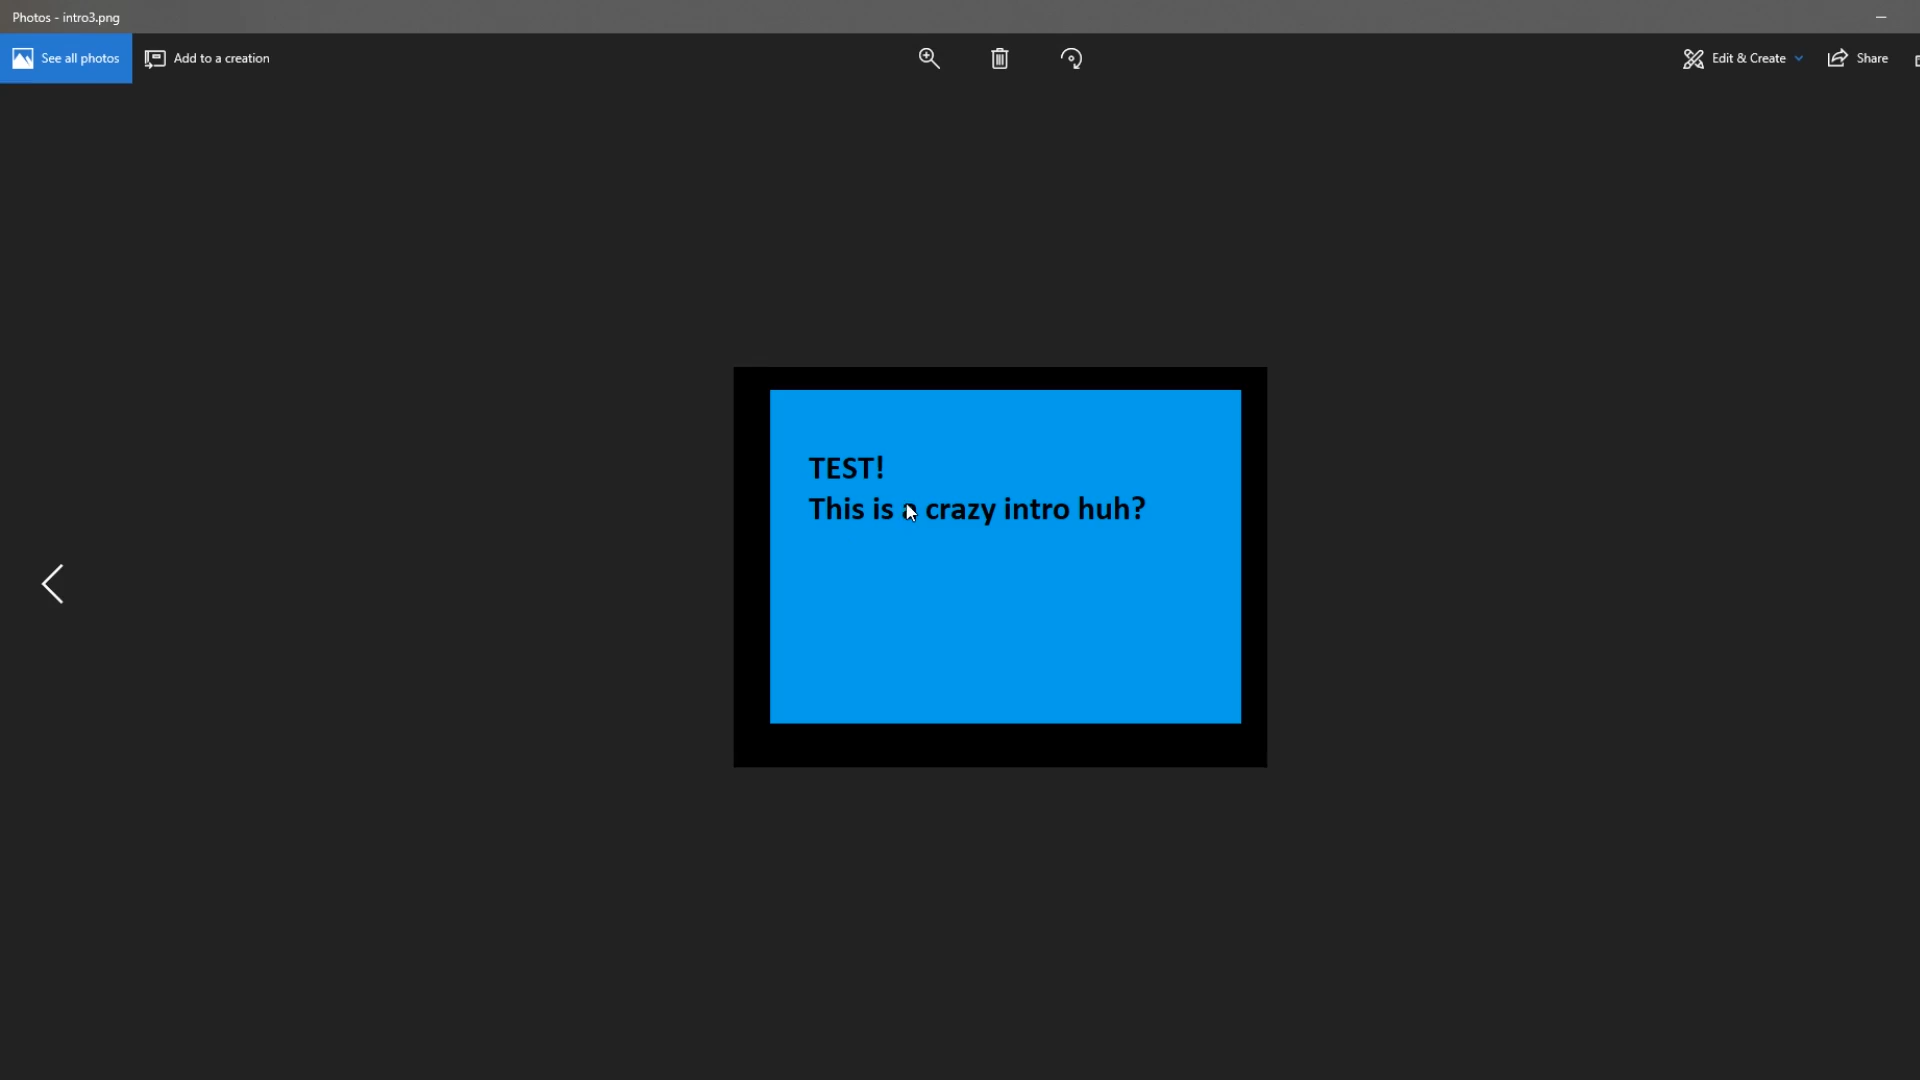 Photos - intro3.png
See all photos
Add to a creation
Edit & Create
Share
TEST!
This is a crazy intro huh?